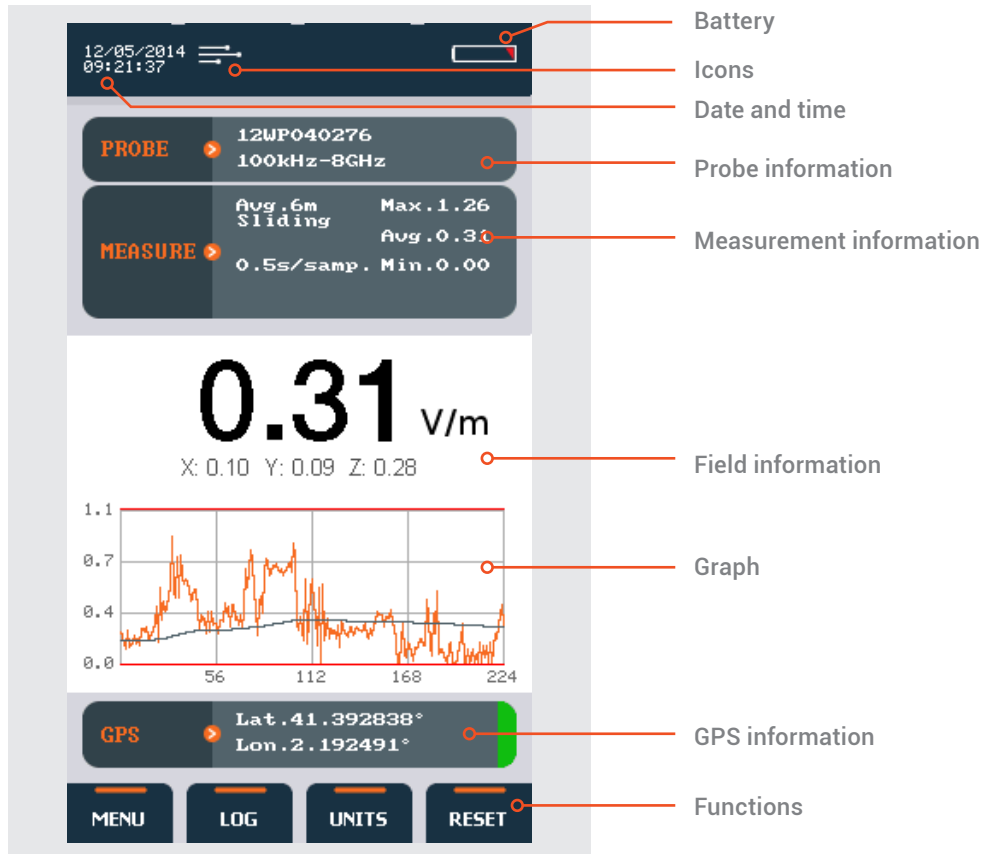 Battery
12/05/2014
09:21:37
Icons
Date and time
PROBE
12WP040276
100kHz-8GHz
Probe information
MEASURE
Avg.6m Max.1.26
Sliding
Avg.0.31
0.5s/samp. Min.0.00
Measurement information
0.31 V/m
X: 0.10 Y: 0.09 Z: 0.28
Field information
1.1
0.7
0.4
0.0
56 112 168 224
Graph
GPS
Lat.41.392838°
Lon.2.192491°
GPS information
MENU LOG UNITS RESET
Functions